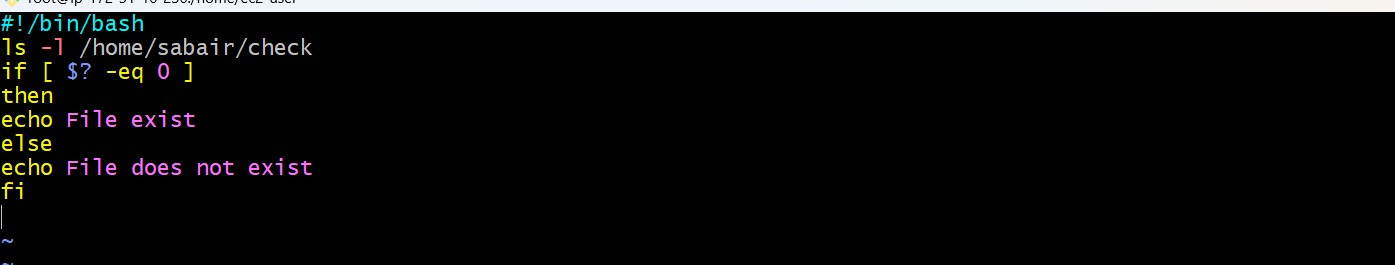 #!/bin/bash
ls -l /home/sabair/check
if [ $? -eq 0 ]
then
echo File exist
else
echo File does not exist
fi
~
~